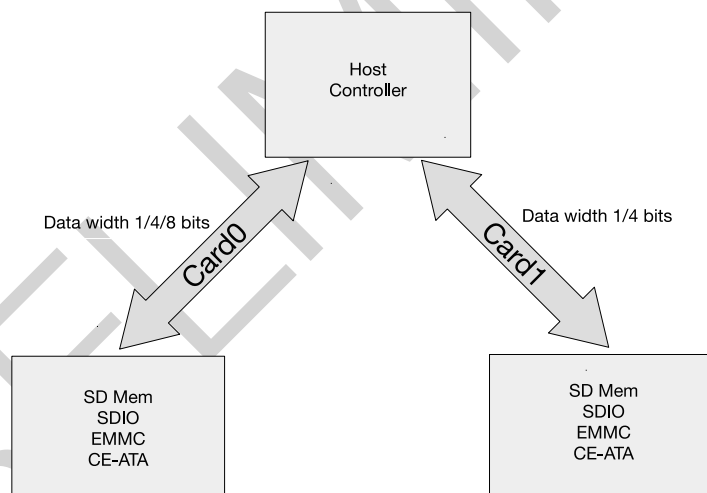 Host
Controller
Data width 1/4/8 bits
Card0
Card1
Data width 1/4 bits
SD Mem
SDIO
EMMC
CE-ATA
SD Mem
SDIO
EMMC
CE-ATA